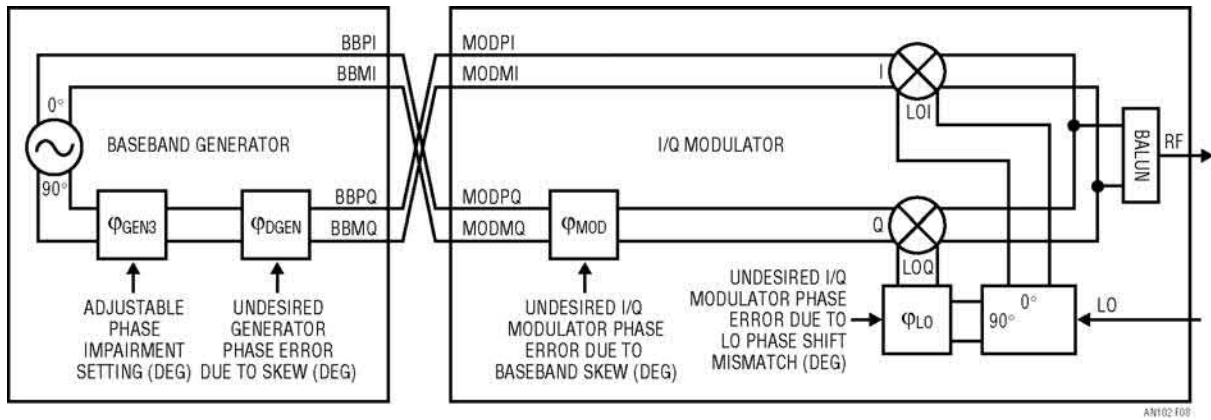 BBPI
BBMI
0°
BASEBAND GENERATOR
90°
φGEN3
φDGEN
BBPQ
BBMQ
ADJUSTABLE
PHASE
IMPAIRMENT
SETTING (DEG)
UNDESIRED
GENERATOR
PHASE ERROR
DUE TO SKEW (DEG)
MODPI
MODMI
I
LOI
I/Q MODULATOR
BALUN
RF
MODPQ
MODMQ
φMOD
Q
LOQ
UNDESIRED I/Q
MODULATOR PHASE
ERROR DUE TO
BASEBAND SKEW (DEG)
UNDESIRED I/Q
MODULATOR PHASE
ERROR DUE TO
LO PHASE SHIFT
MISMATCH (DEG)
φLO
0°
90°
LO
AN102 F08